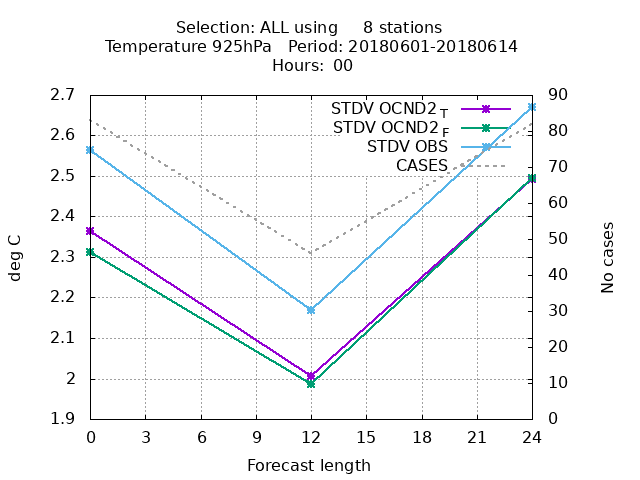 Selection: ALL using     8 stations
Temperature 925hPa   Period: 20180601-20180614
Hours:  00
STDV OCND2 T
STDV OCND2 F
STDV OBS
CASES
deg C
2.7
2.6
2.5
2.4
2.3
2.2
2.1
2
1.9
90
80
70
60
50
40
30
20
10
0
No cases
0 3 6 9 12 15 18 21 24
Forecast length